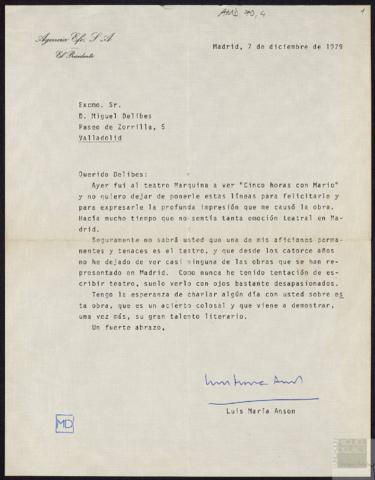 AMD, 70, 4
1
Agencia Efe, S.A.
El Presidente
Madrid, 7 de diciembre de 1979
Excmo. Sr.
D. Miguel Delibes
Paseo de Zorrilla, 5
Valladolid
Querido Delibes:
Ayer fui al teatro Marquina a ver "Cinco horas con Mario"
y no quiero dejar de ponerle estas líneas para felicitarle y
para expresarle la profunda impresión que me causó la obra.
Hacía mucho tiempo que no sentía tanta emoción teatral en Ma-
drid.
Seguramente no sabrá usted que una de mis aficiones perma-
nentes y tenaces es el teatro, y que desde los catorce años
no he dejado de ver casi ninguna de las obras que se han re-
presentado en Madrid. Como nunca he tenido tentación de es-
cribir teatro, suelo verlo con ojos bastante desapasionados.
Tengo la esperanza de charlar algún día con usted sobre es
ta obra, que es un acierto colosal y que viene a demostrar,
una vez más, su gran talento literario.
Un fuerte abrazo,
Luis María Anson
MD